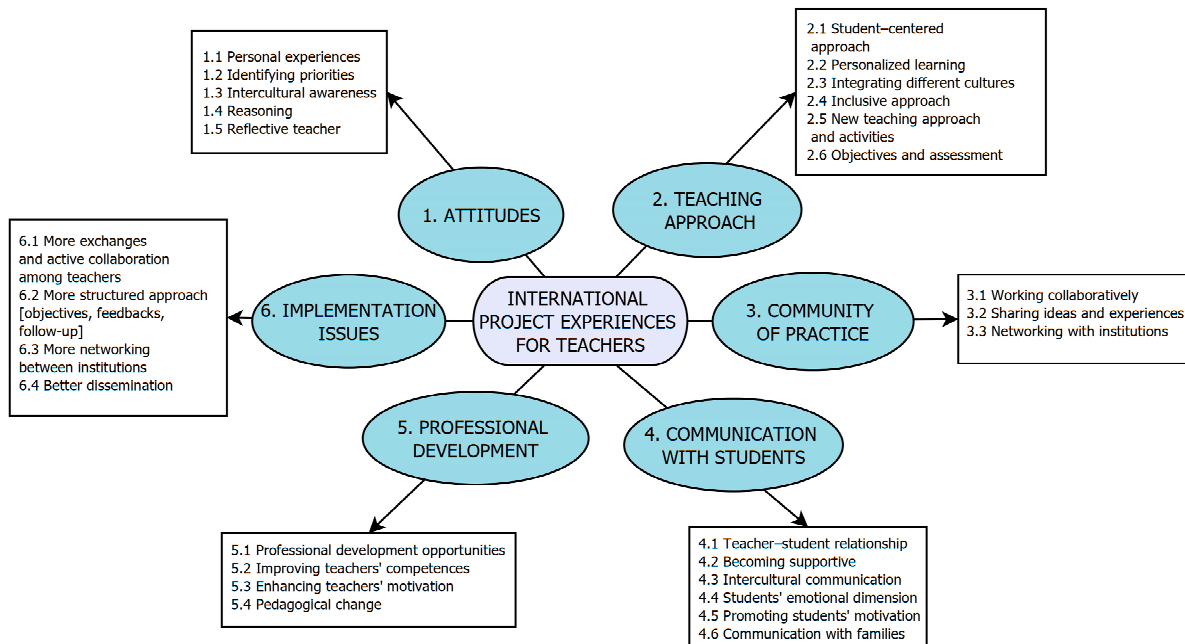 INTERNATIONAL
PROJECT EXPERIENCES
FOR TEACHERS
1. ATTITUDES
1.1 Personal experiences
1.2 Identifying priorities
1.3 Intercultural awareness
1.4 Reasoning
1.5 Reflective teacher
2. TEACHING
APPROACH
2.1 Student–centered
approach
2.2 Personalized learning
2.3 Integrating different cultures
2.4 Inclusive approach
2.5 New teaching approach
and activities
2.6 Objectives and assessment
3. COMMUNITY
OF PRACTICE
3.1 Working collaboratively
3.2 Sharing ideas and experiences
3.3 Networking with institutions
4. COMMUNICATION
WITH STUDENTS
4.1 Teacher–student relationship
4.2 Becoming supportive
4.3 Intercultural communication
4.4 Students' emotional dimension
4.5 Promoting students' motivation
4.6 Communication with families
5. PROFESSIONAL
DEVELOPMENT
5.1 Professional development opportunities
5.2 Improving teachers' competences
5.3 Enhancing teachers' motivation
5.4 Pedagogical change
6. IMPLEMENTATION
ISSUES
6.1 More exchanges
and active collaboration
among teachers
6.2 More structured approach
[objectives, feedbacks,
follow-up]
6.3 More networking
between institutions
6.4 Better dissemination